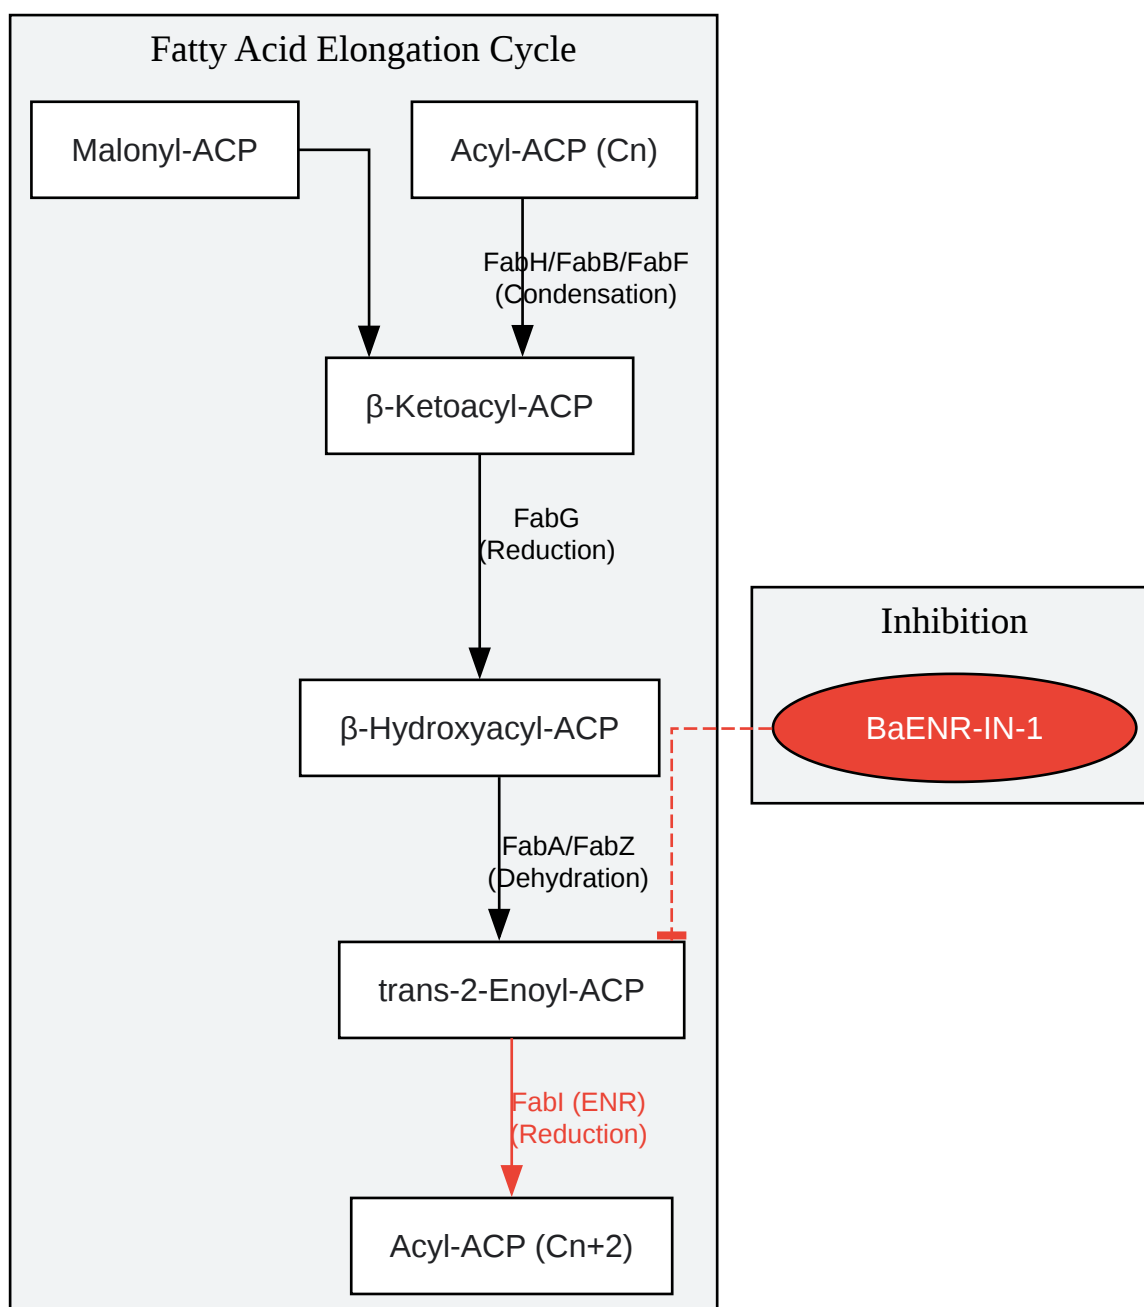 Fatty Acid Elongation Cycle
Malonyl-ACP
Acyl-ACP (Cn)
FabH/FabB/FabF
(Condensation)
β-Ketoacyl-ACP
FabG
(Reduction)
Inhibition
β-Hydroxyacyl-ACP
BaENR-IN-1
FabA/FabZ
(Dehydration)
trans-2-Enoyl-ACP
FabI (ENR)
(Reduction)
Acyl-ACP (Cn+2)